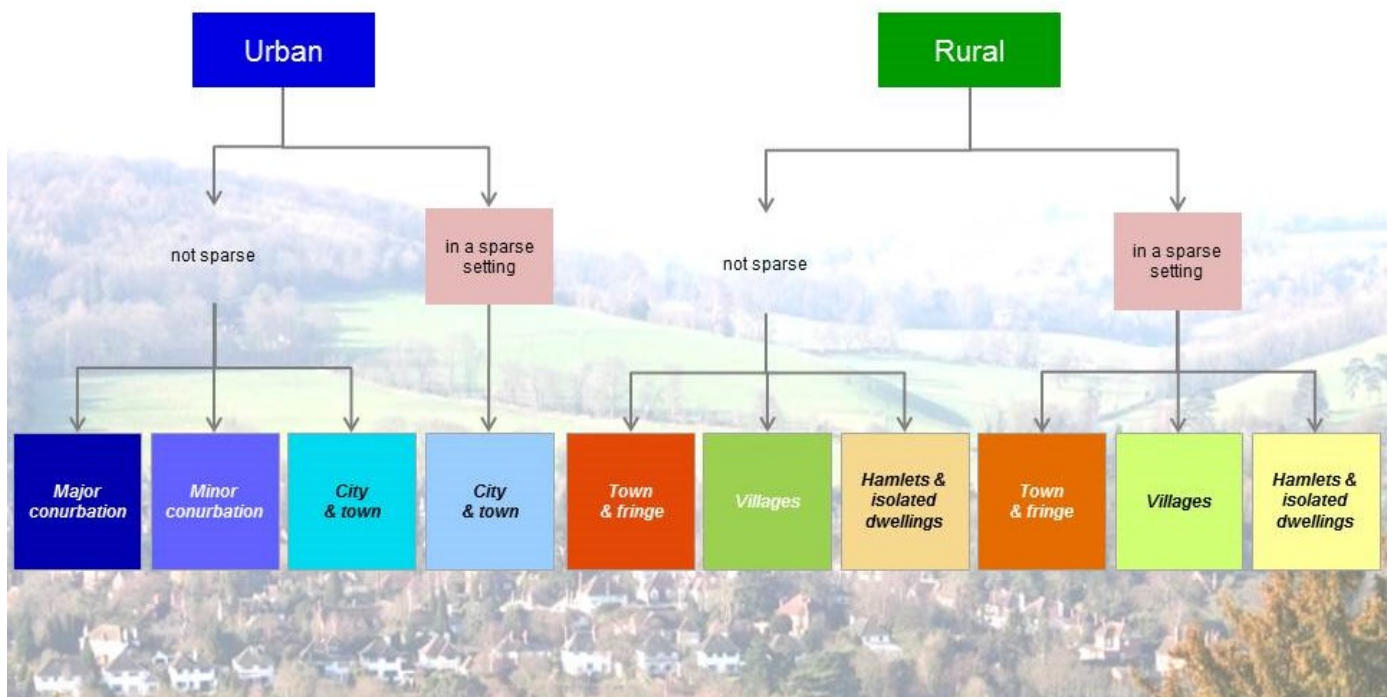 Urban
Rural
not sparse
in a sparse
setting
not sparse
in a sparse
setting
Major
conurbation
Minor
conurbation
City
& town
City
& town
Town
& fringe
Villages
Hamlets &
isolated
dwellings
Town
& fringe
Villages
Hamlets &
isolated
dwellings